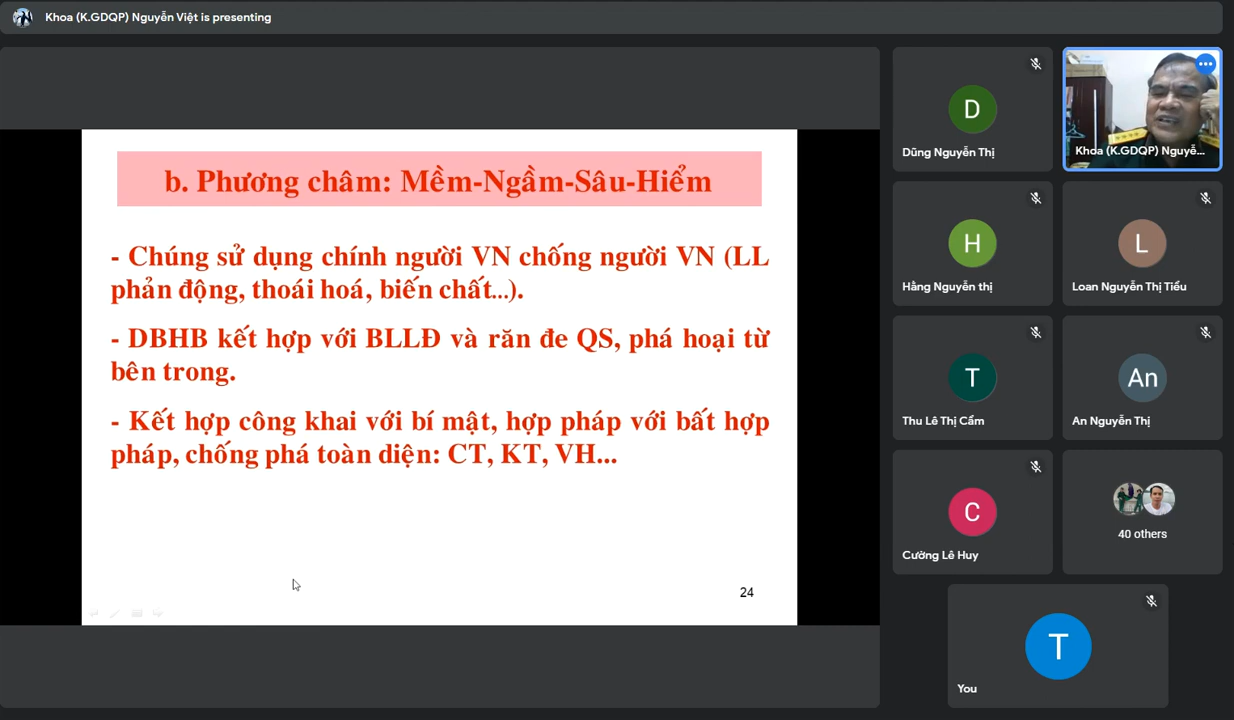 Khoa (K.GDQP) Nguyễn Việt is presenting
b. Phương châm: Mềm-Ngầm-Sâu-Hiểm
- Chúng sử dụng chính người VN chống người VN (LL
phản động, thoái hoá, biến chất...).
- DBHB kết hợp với BLLĐ và răn đe QS, phá hoại từ
bên trong.
- Kết hợp công khai với bí mật, hợp pháp với bất hợp
pháp, chống phá toàn diện: CT, KT, VH...
24
D
Dũng Nguyễn Thị
Khoa (K.GDQP) Nguyễ...
H
Hằng Nguyễn thị
L
Loan Nguyễn Thị Tiểu
T
Thu Lê Thị Cẩm
An
An Nguyễn Thị
C
Cường Lê Huy
40 others
T
You